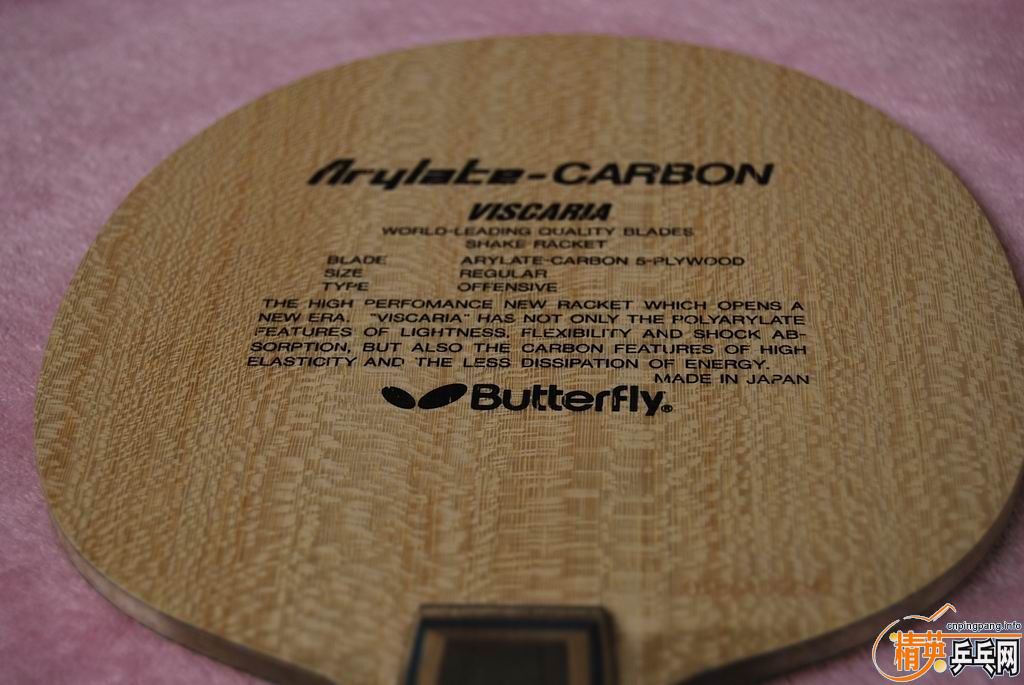 Arylate-CARBON
VISCARIA
WORLD-LEADING QUALITY BLADES
SHAKE RACKET
BLADE ARYLATE-CARBON 5-PLYWOOD
SIZE REGULAR
TYPE OFFENSIVE
THE HIGH PERFOMANCE NEW RACKET WHICH OPENS A
NEW ERA. "VISCARIA" HAS NOT ONLY THE POLYARYLATE
FEATURES OF LIGHTNESS, FLEXIBILITY AND SHOCK AB-
SORPTION, BUT ALSO THE CARBON FEATURES OF HIGH
ELASTICITY AND THE LESS DISSIPATION OF ENERGY.
MADE IN JAPAN
Butterfly®
cnpingpang.info
精英乒乓网